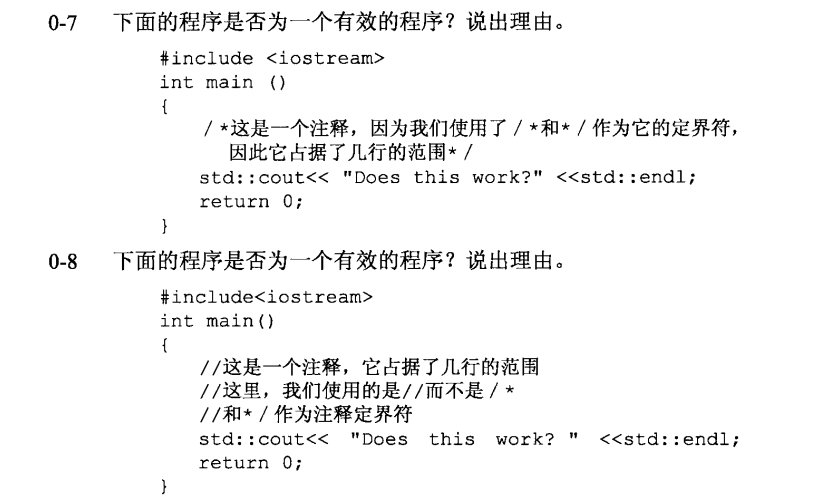 0-7 下面的程序是否为一个有效的程序？说出理由。
#include <iostream>
int main ()
{
/ *这是一个注释，因为我们使用了 / *和* / 作为它的定界符，
因此它占据了几行的范围* /
std::cout<< "Does this work?" <<std::endl;
return 0;
}
0-8 下面的程序是否为一个有效的程序？说出理由。
#include<iostream>
int main()
{
//这是一个注释，它占据了几行的范围
//这里，我们使用的是//而不是 / *
//和* / 作为注释定界符
std::cout<< "Does this work? " <<std::endl;
return 0;
}